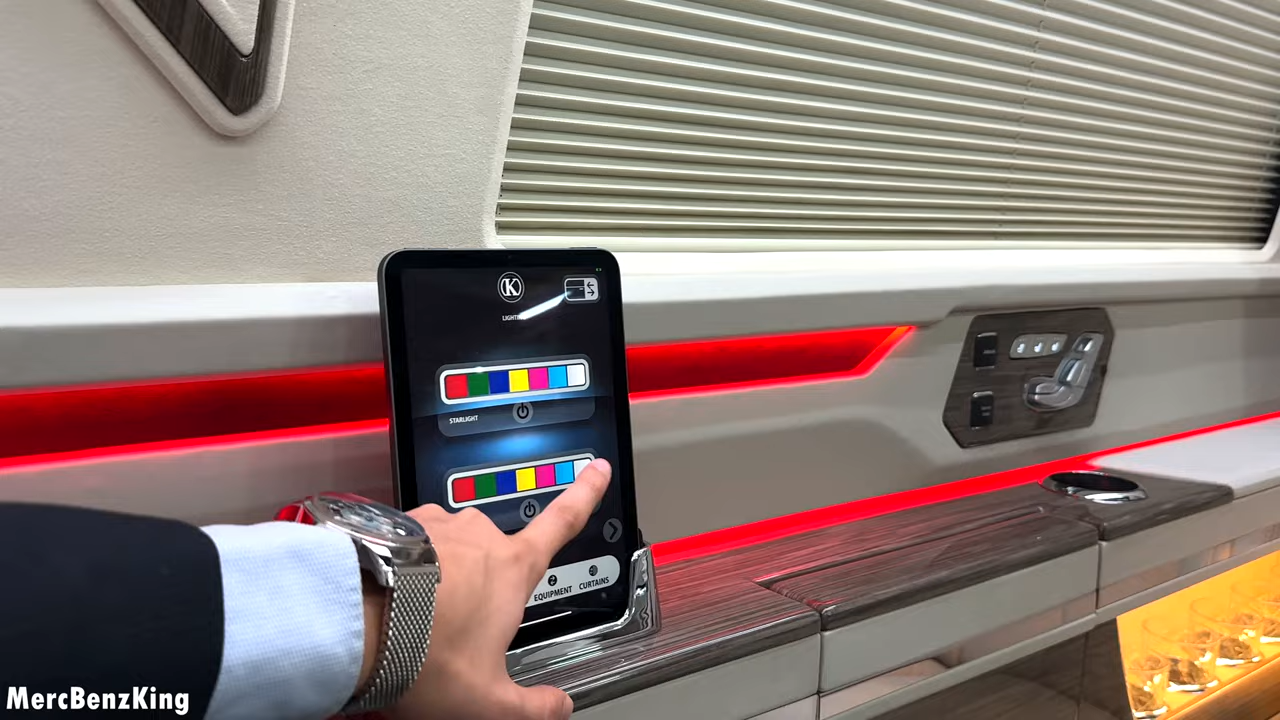 K
STARLIGHT
EQUIPMENT
CURTAINS
MercBenzKing